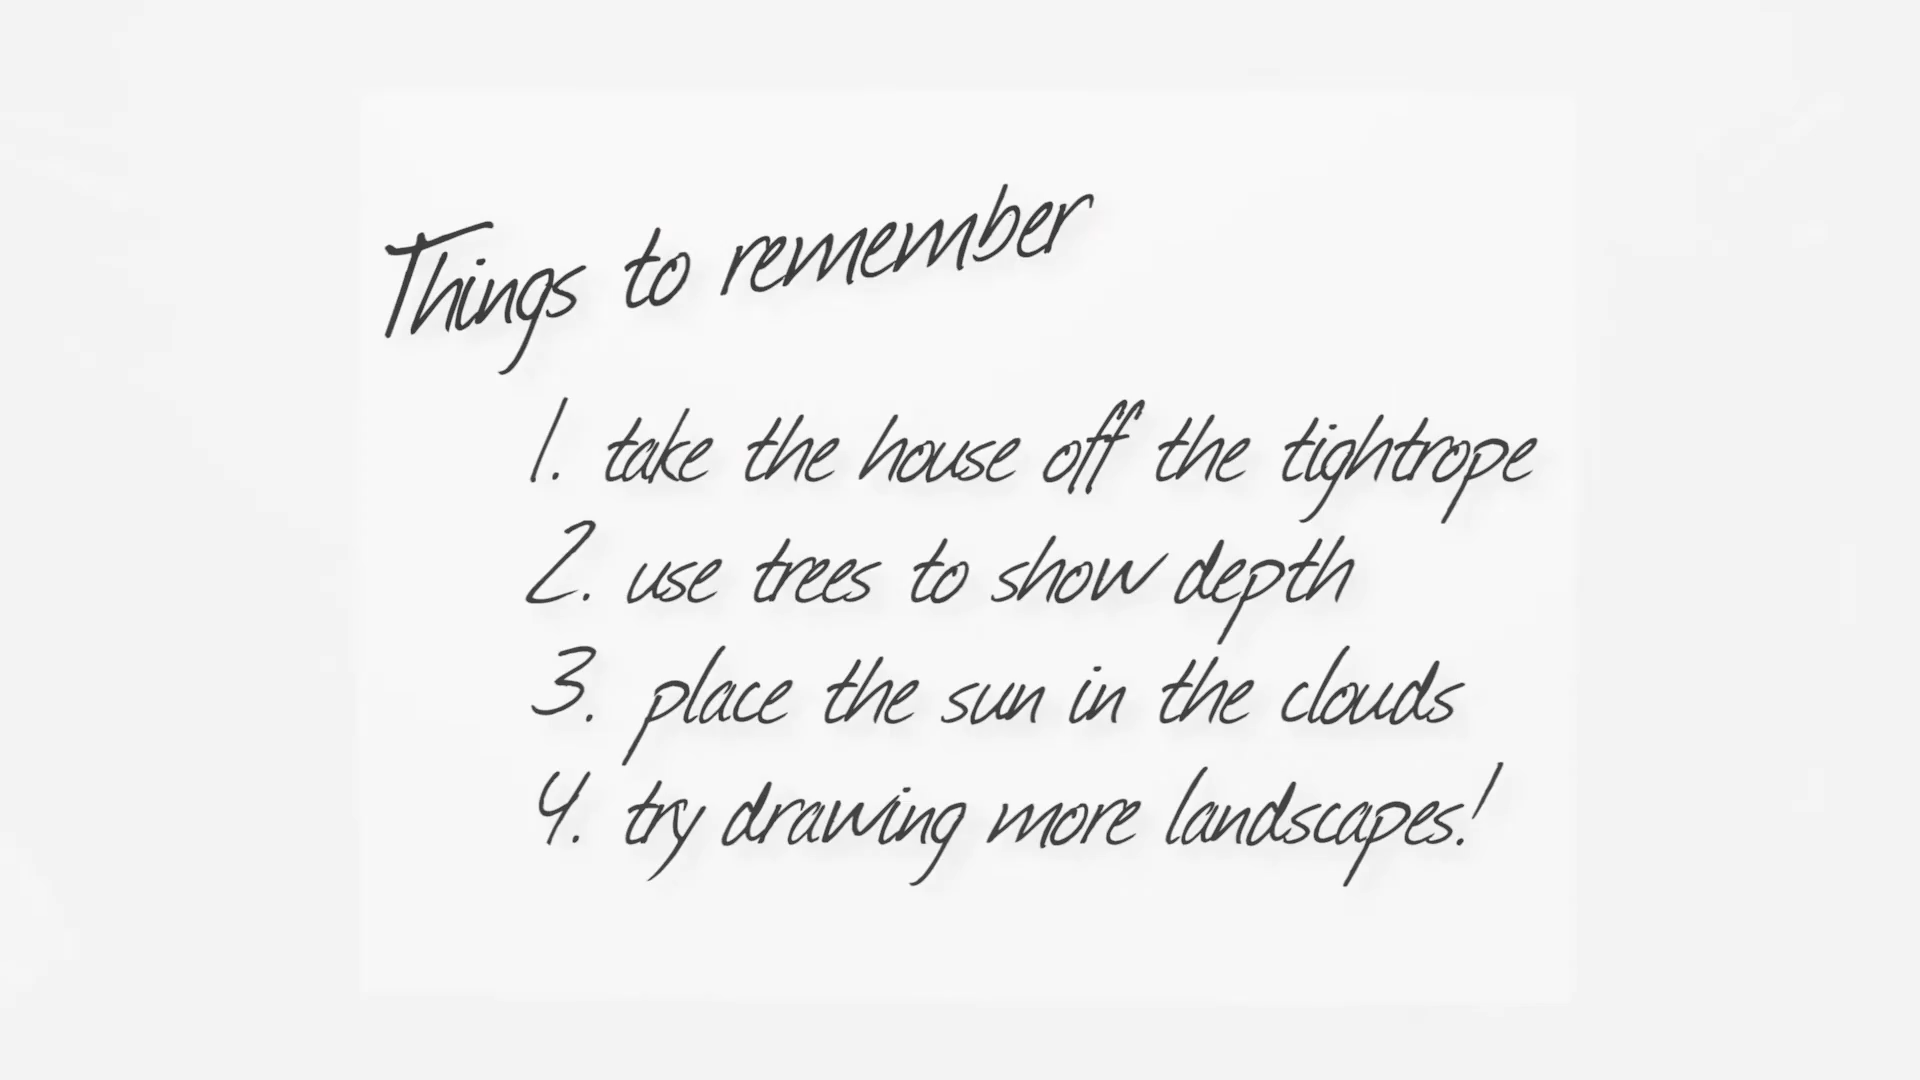 Things to remember
1. take the house off the tightrope
2. use trees to show depth
3. place the sun in the clouds
4. try drawing more landscapes!